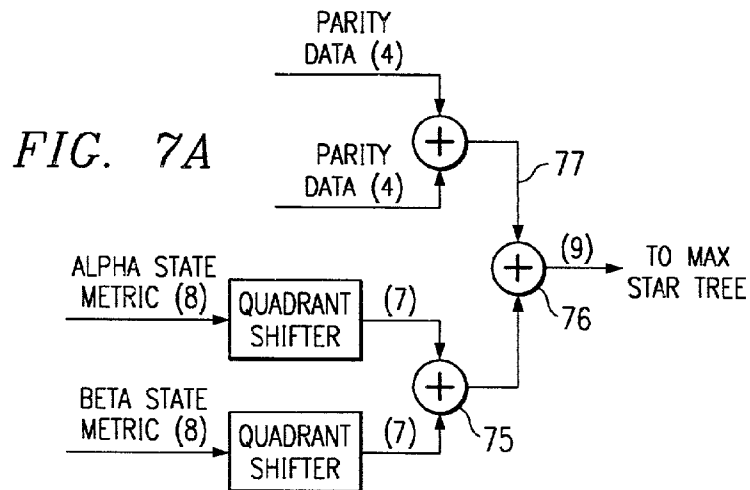 PARITY
DATA (4)
FIG. 7A
PARITY
DATA (4)
77
(9)
TO MAX
STAR TREE
76
ALPHA STATE
METRIC (8)
QUADRANT
SHIFTER
(7)
BETA STATE
METRIC (8)
QUADRANT
SHIFTER
(7)
75